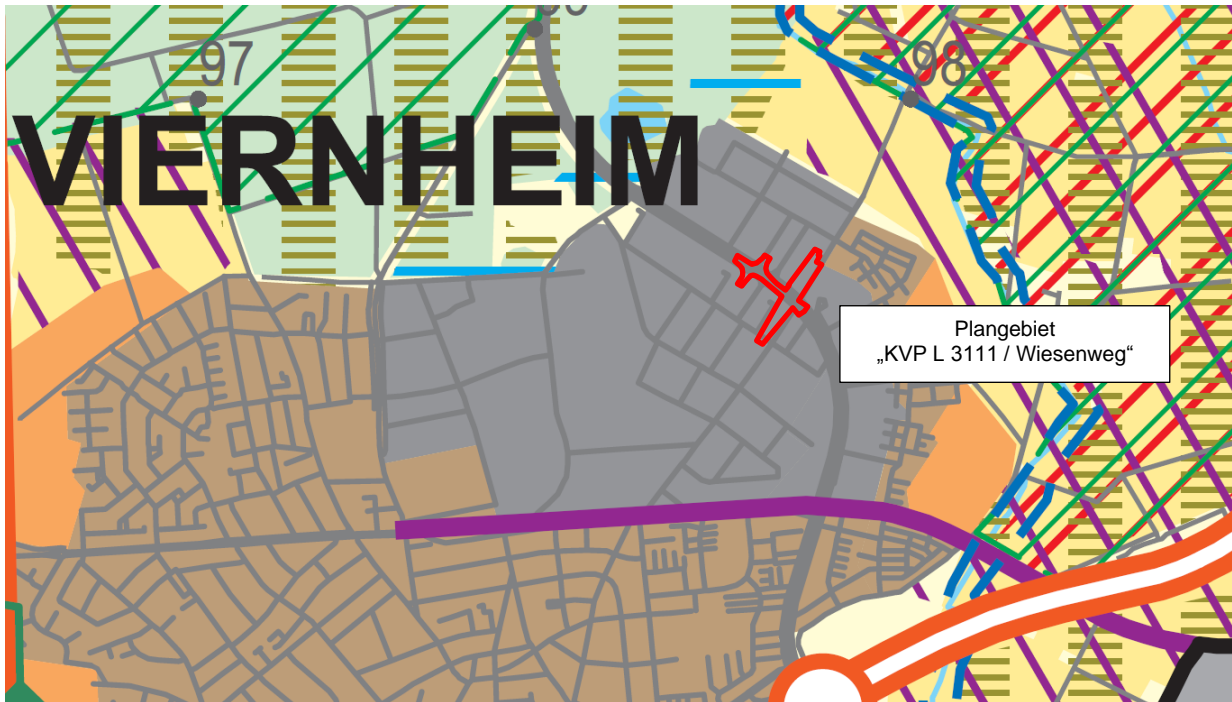 97
98
VIERNHEIM
Plangebiet
„KVP L 3111 / Wiesenweg“